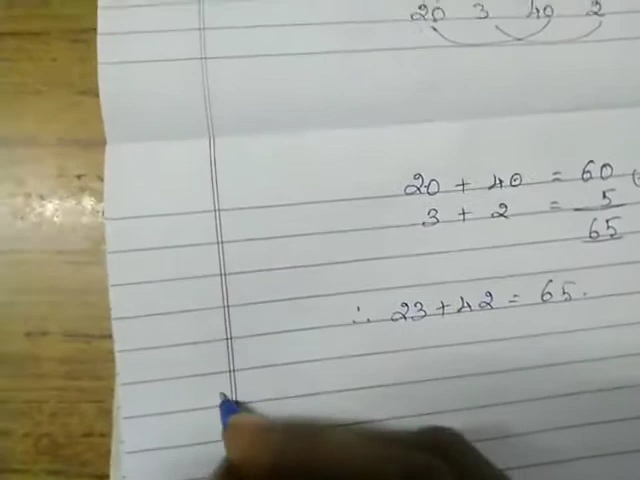 20 3 40 2
20 + 40 = 60
3 + 2 = 5
65
∴ 23 + 42 = 65.